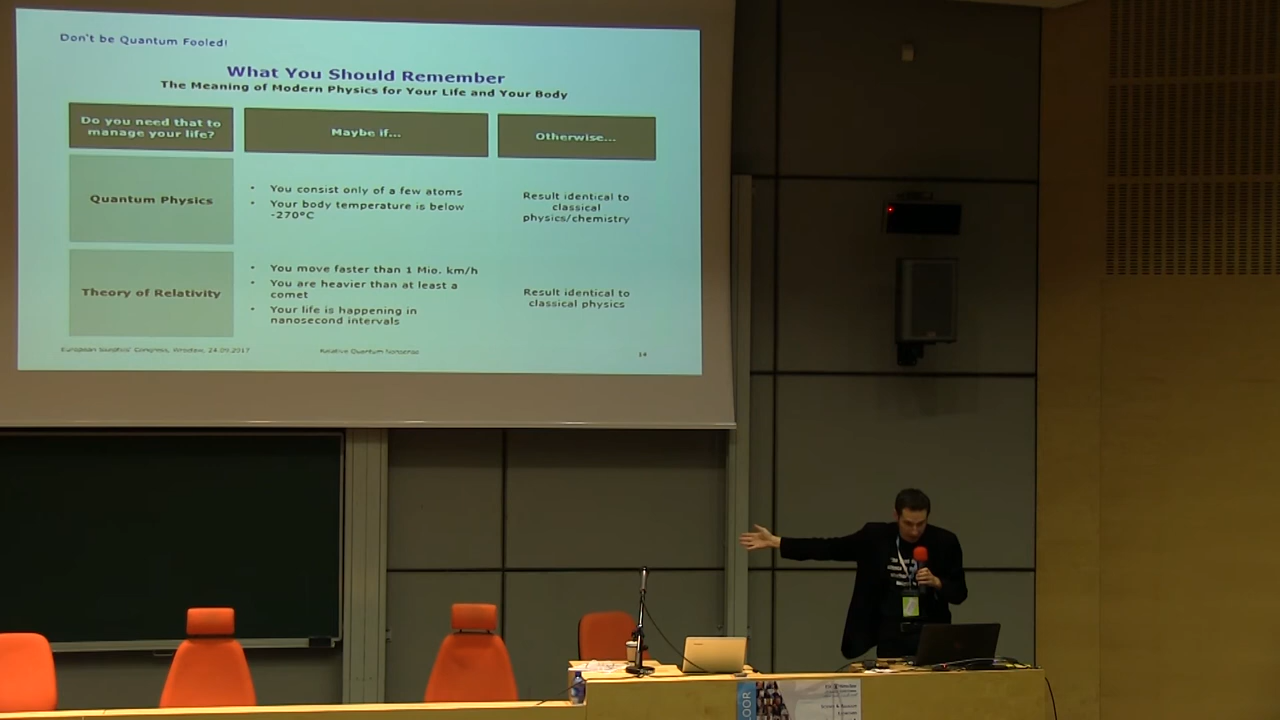 Don't be Quantum Fooled!
What You Should Remember
The Meaning of Modern Physics for Your Life and Your Body
Do you need that to
manage your life?
Maybe if...
Otherwise...
Quantum Physics
• You consist only of a few atoms
• Your body temperature is below
-270°C
Result identical to
classical
physics/chemistry
Theory of Relativity
• You move faster than 1 Mio. km/h
• You are heavier than at least a
comet
• Your life is happening in
nanosecond intervals
Result identical to
classical physics
European Skeptics' Congress, Wrocław, 24.09.2017
Relative Quantum Nonsense
14